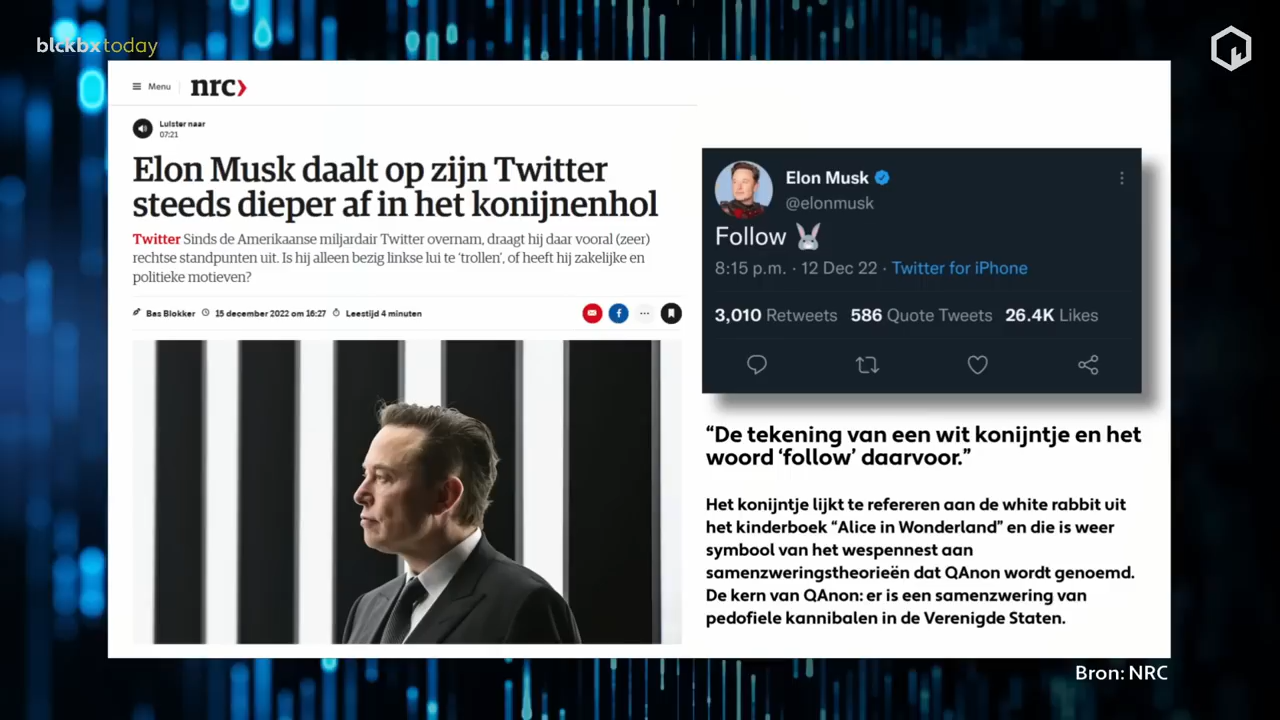 blckbxtoday
Menu
nrc>
Luister naar
07:21
Elon Musk daalt op zijn Twitter
steeds dieper af in het konijnenhol
Twitter Sinds de Amerikaanse miljardair Twitter overnam, draagt hij daar vooral (zeer)
rechtse standpunten uit. Is hij alleen bezig linkse lui te ‘trollen’, of heeft hij zakelijke en
politieke motieven?
Bas Blokker 15 december 2022 om 16:27 Leestijd 4 minuten
Elon Musk
@elonmusk
Follow 🐰
8:15 p.m. · 12 Dec 22 · Twitter for iPhone
3,010 Retweets 586 Quote Tweets 26.4K Likes
“De tekening van een wit konijntje en het
woord ‘follow’ daarvoor.”
Het konijntje lijkt te refereren aan de white rabbit uit
het kinderboek “Alice in Wonderland” en die is weer
symbool van het wespennest aan
samenzweringstheorieën dat QAnon wordt genoemd.
De kern van QAnon: er is een samenzwering van
pedofiele kannibalen in de Verenigde Staten.
Bron: NRC